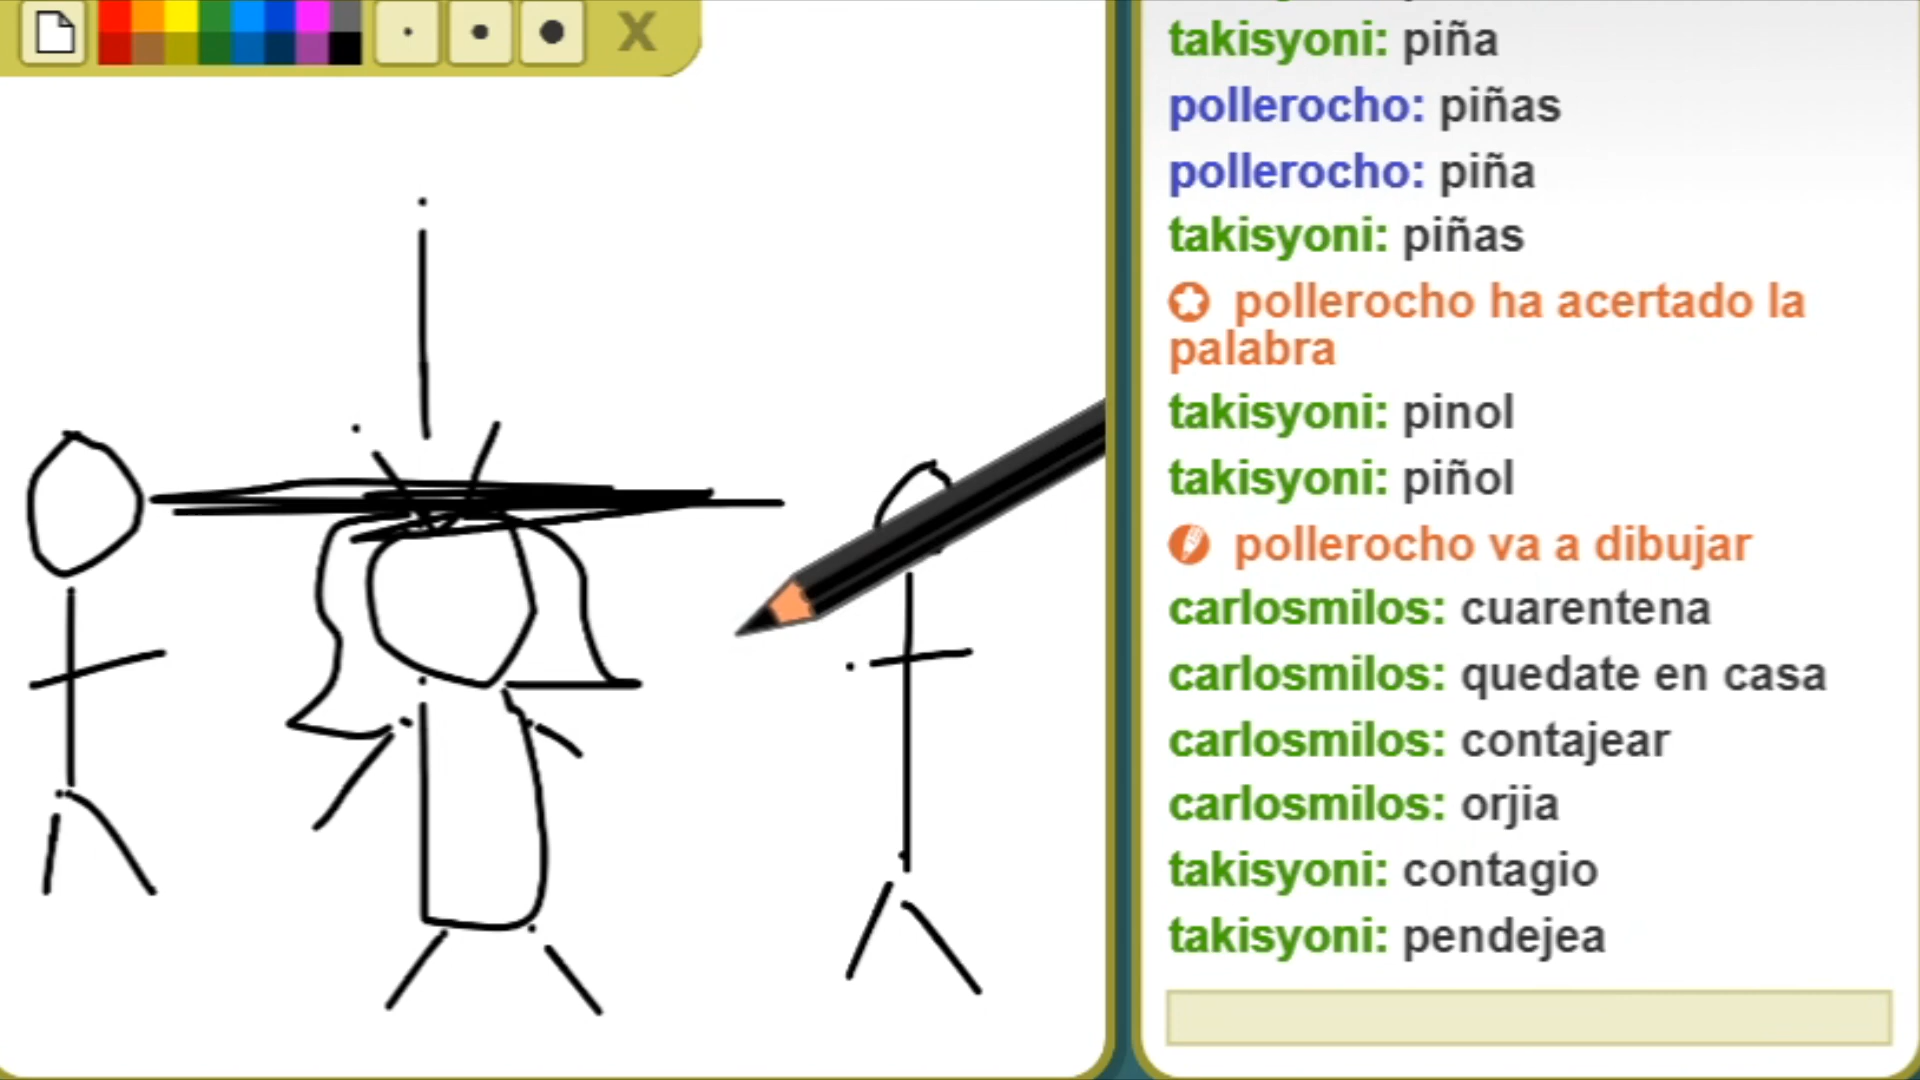 X
takisyoni: piña
pollerocho: piñas
pollerocho: piña
takisyoni: piñas
pollerocho ha acertado la
palabra
takisyoni: pinol
takisyoni: piñol
pollerocho va a dibujar
carlosmilos: cuarentena
carlosmilos: quedate en casa
carlosmilos: contajear
carlosmilos: orjia
takisyoni: contagio
takisyoni: pendejea